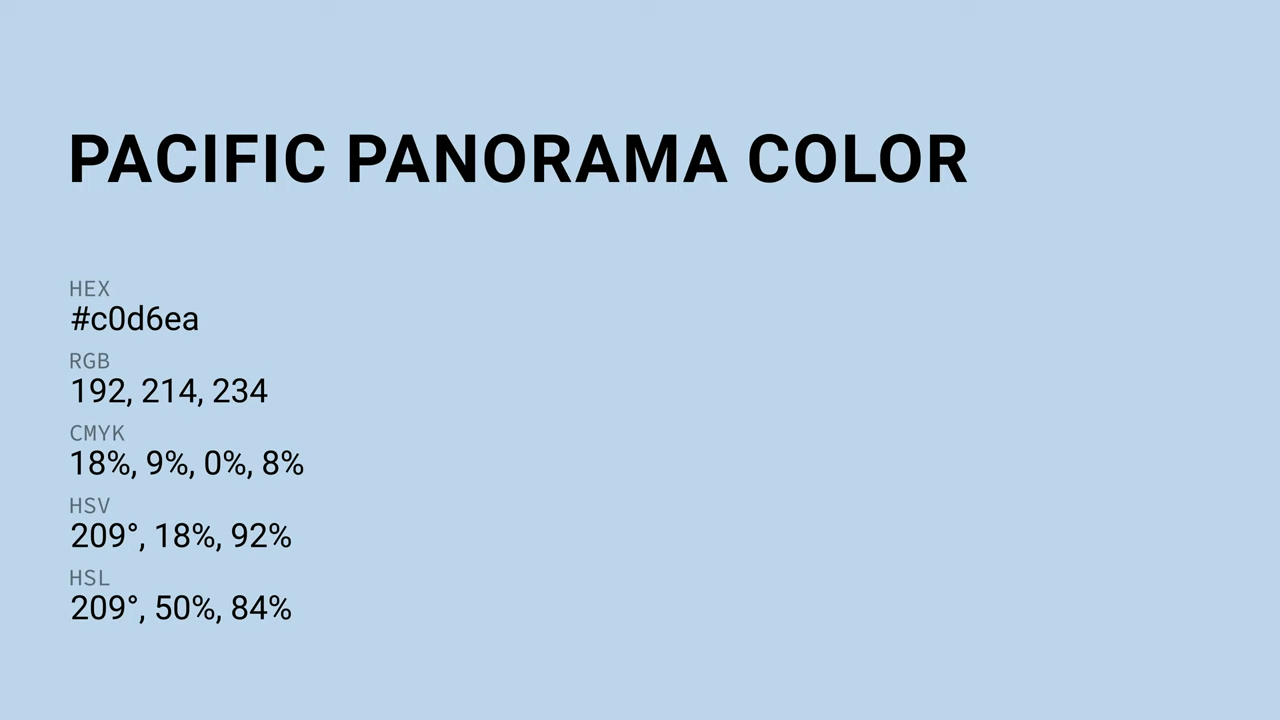 PACIFIC PANORAMA COLOR
HEX
#c0d6ea
RGB
192, 214, 234
CMYK
18%, 9%, 0%, 8%
HSV
209°, 18%, 92%
HSL
209°, 50%, 84%